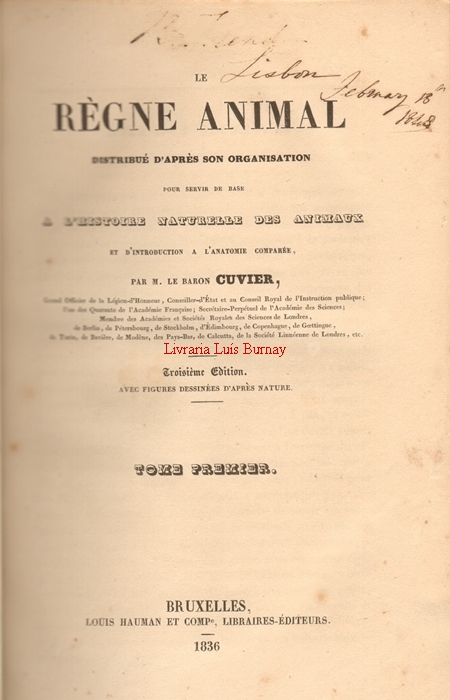 Lisbon
February 18th
1848
LE
RÈGNE ANIMAL
DISTRIBUÉ D'APRÈS SON ORGANISATION
POUR SERVIR DE BASE
A L'HISTOIRE NATURELLE DES ANIMAUX
ET D'INTRODUCTION A L'ANATOMIE COMPARÉE,
PAR M. LE BARON CUVIER,
Grand Officier de la Légion-d'Honneur, Conseiller-d'État et au Conseil Royal de l'Instruction publique;
l'un des Quarante de l'Académie Française; Secrétaire-Perpétuel de l'Académie des Sciences;
Membre des Académies et Sociétés Royales des Sciences de Londres,
de Berlin, de Pétersbourg, de Stockholm, d'Édimbourg, de Copenhague, de Gœttingue,
de Turin, de Bavière, de Modène, des Pays-Bas, de Calcutta, de la Société Linnéenne de Londres, etc.
Livraria Luís Burnay
Troisième Edition.
AVEC FIGURES DESSINÉES D'APRÈS NATURE.
TOME PREMIER.
BRUXELLES,
LOUIS HAUMAN ET COMPe, LIBRAIRES-ÉDITEURS.
1836